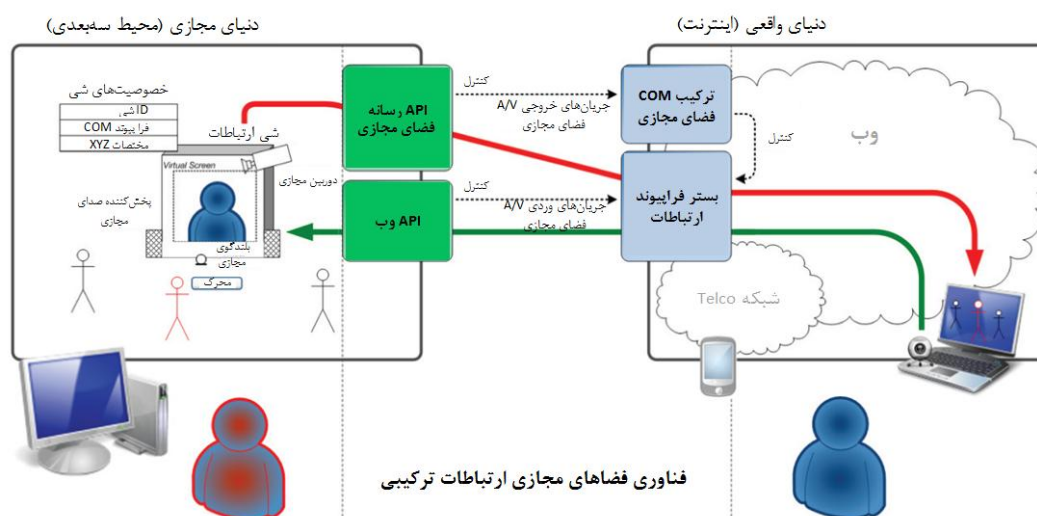 دنیای واقعی (اینترنت)
دنیای مجازی (محیط سه‌بعدی)
وب
ترکیب COM
فضای مجازی
کنترل
بستر فراپیوند
ارتباطات
شبکه Telco
کنترل
جریان‌های خروجی A/V
فضای مجازی
کنترل
جریان‌های وردی A/V
فضای مجازی
API رسانه
فضای مجازی
API وب
خصوصیت‌های شی
ID شی
فرا پیوند COM
مختصات XYZ
شی ارتباطات
Virtual Screen
دوربین مجازی
پخش‌کننده صدای
مجازی
بلندگوی
مجازی
محرک
فناوری فضاهای مجازی ارتباطات ترکیبی